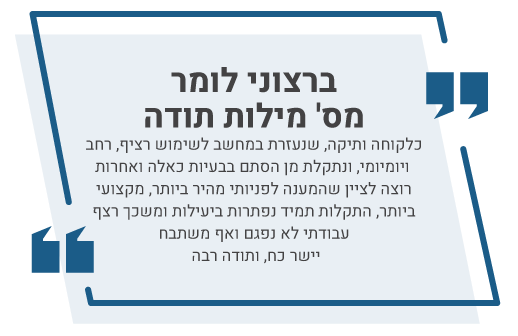 ברצוני לומר
מס' מילות תודה
כלקוחה ותיקה, שנעזרת במחשב לשימוש רציף, רחב
ויומיומי, ונתקלת מן הסתם בבעיות כאלה ואחרות
רוצה לציין שהמענה לפניותי מהיר ביותר, מקצועי
ביותר, התקלות תמיד נפתרות ביעילות ומשכך רצף
עבודתי לא נפגם ואף משתבח
יישר כח, ותודה רבה